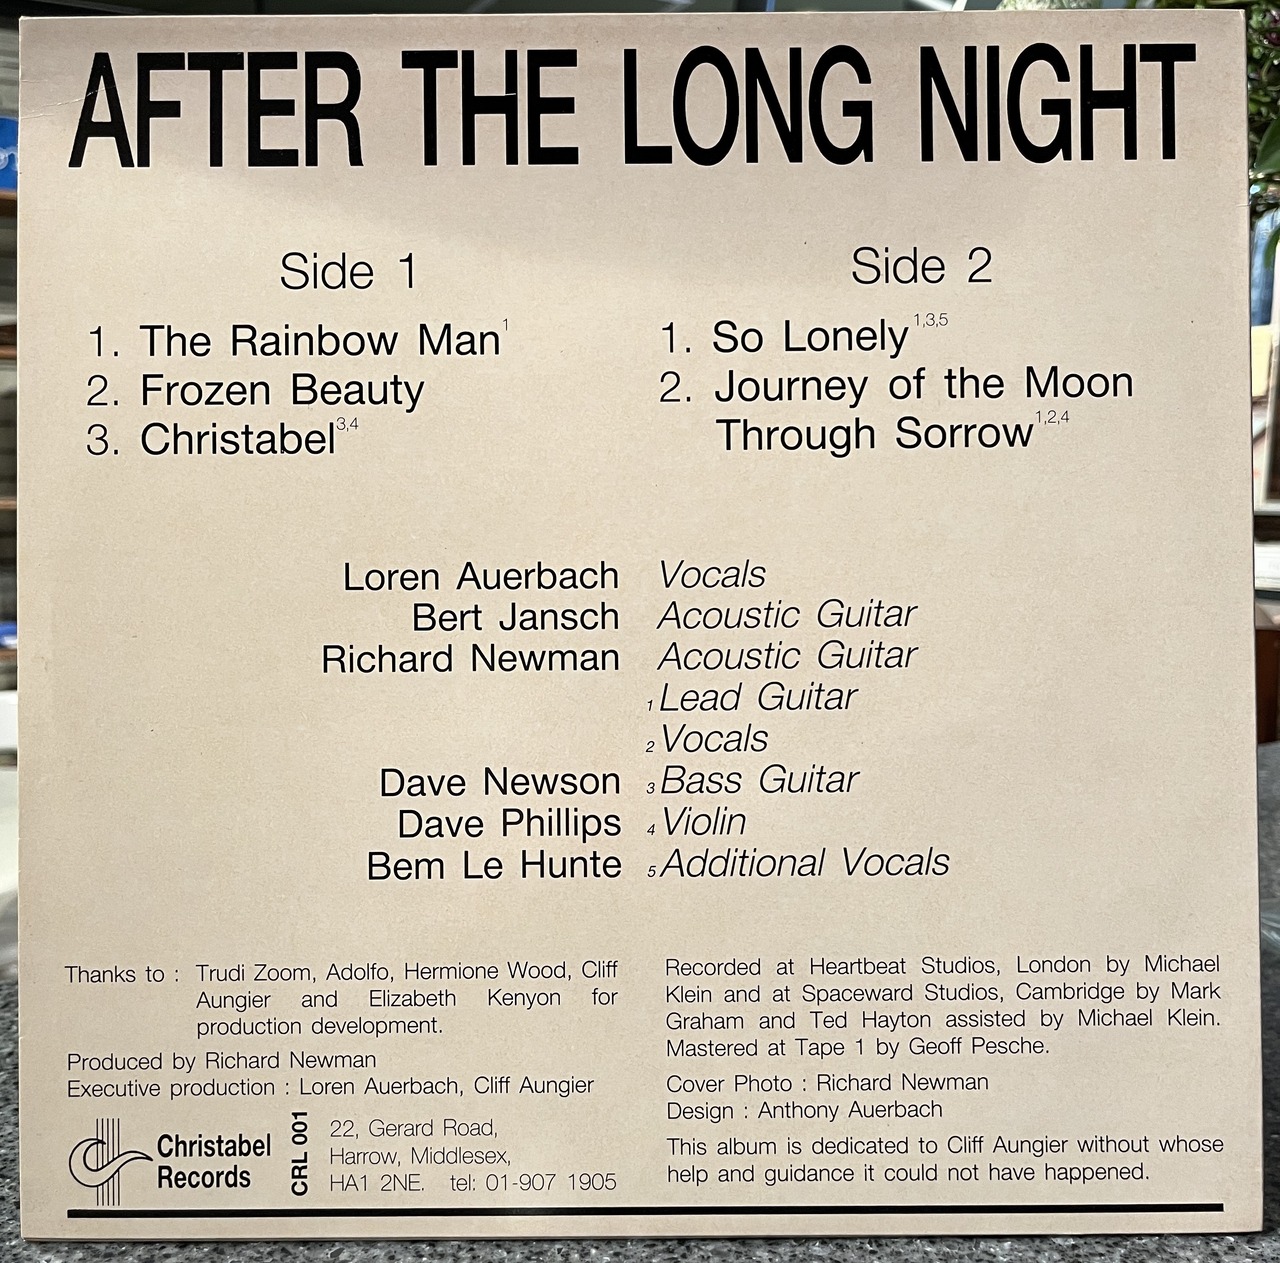 AFTER THE LONG NIGHT
Side 1
1. The Rainbow Man¹
2. Frozen Beauty
3. Christabel³,⁴
Side 2
1. So Lonely¹,³,⁵
2. Journey of the Moon
Through Sorrow¹,²,⁴
Loren Auerbach Vocals
Bert Jansch Acoustic Guitar
Richard Newman Acoustic Guitar
1 Lead Guitar
2 Vocals
Dave Newson 3 Bass Guitar
Dave Phillips 4 Violin
Bem Le Hunte 5 Additional Vocals
Thanks to : Trudi Zoom, Adolfo, Hermione Wood, Cliff
Aungier and Elizabeth Kenyon for
production development.
Produced by Richard Newman
Executive production : Loren Auerbach, Cliff Aungier
Christabel
Records
CRL 001
22, Gerard Road,
Harrow, Middlesex,
HA1 2NE. tel: 01-907 1905
Recorded at Heartbeat Studios, London by Michael
Klein and at Spaceward Studios, Cambridge by Mark
Graham and Ted Hayton assisted by Michael Klein.
Mastered at Tape 1 by Geoff Pesche.
Cover Photo : Richard Newman
Design : Anthony Auerbach
This album is dedicated to Cliff Aungier without whose
help and guidance it could not have happened.